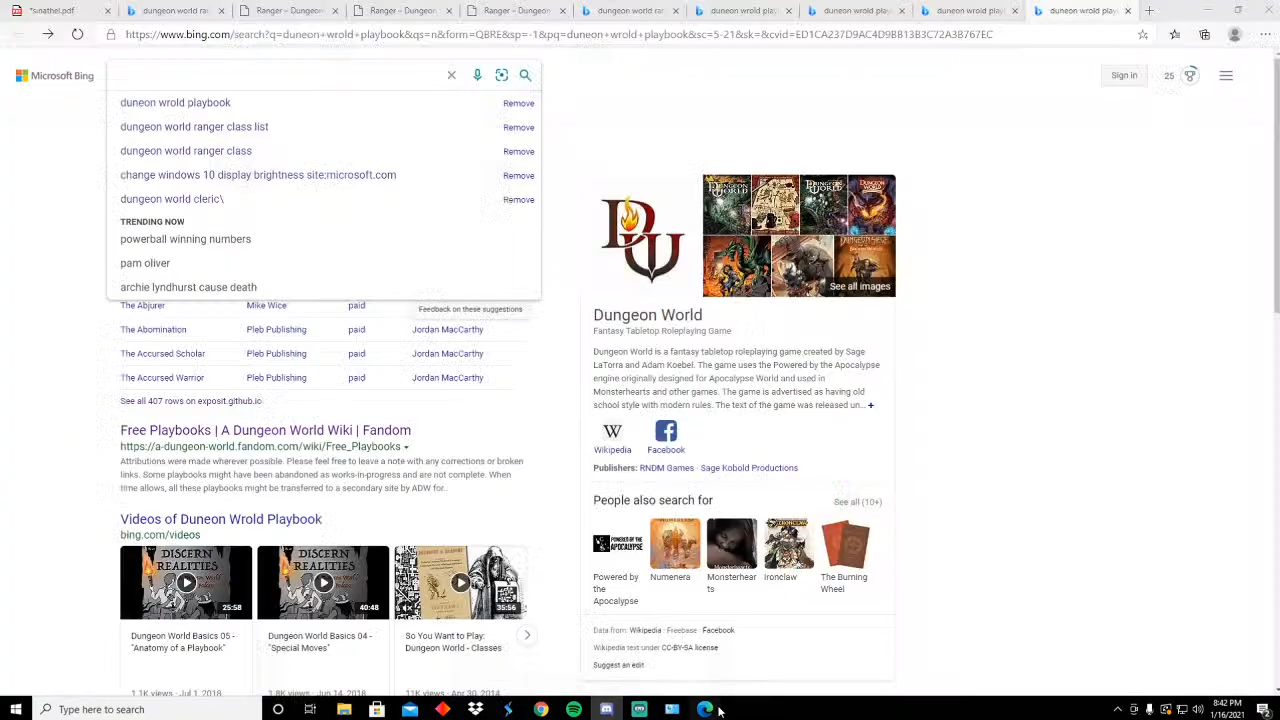 *snathel.pdf
dungeon world ra
Ranger – Dungeon
Ranger – Dungeon
Ranger – Dungeon
dungeon world ran
duneon wrold play
duneon wrold play
duneon wrold play
duneon wrold play
https://www.bing.com/search?q=duneon+wrold+playbook&qs=n&form=QBRE&sp=-1&pq=duneon+wrold+playbook&sc=5-21&sk=&cvid=ED1CA237D9AC4D9BB13B3C72A3B767EC
Microsoft Bing
Sign in
25
duneon wrold playbook Remove
dungeon world ranger class list Remove
dungeon world ranger class Remove
change windows 10 display brightness site:microsoft.com Remove
dungeon world cleric\ Remove
TRENDING NOW
powerball winning numbers
pam oliver
archie lyndhurst cause death
Feedback on these suggestions
The Abjurer Mike Wice paid
The Abomination Pleb Publishing paid Jordan MacCarthy
The Accursed Scholar Pleb Publishing paid Jordan MacCarthy
The Accursed Warrior Pleb Publishing paid Jordan MacCarthy
See all 407 rows on exposit.github.io
Free Playbooks | A Dungeon World Wiki | Fandom
https://a-dungeon-world.fandom.com/wiki/Free_Playbooks
Attributions were made wherever possible. Please feel free to leave a note with any corrections or broken
links. Some playbooks might have been abandoned as works-in-progress and are not complete. When
time allows, all these playbooks might be transferred to a secondary site by ADW for..
Videos of Duneon Wrold Playbook
bing.com/videos
DISCERN
REALITIES
25:58
DISCERN
REALITIES
40:48
35:56
Dungeon World Basics 05 -
"Anatomy of a Playbook"
Dungeon World Basics 04 -
"Special Moves"
So You Want to Play:
Dungeon World - Classes
1.1K views · Jul 1, 2018
1.8K views · Jun 14, 2018
11K views · Apr 30, 2014
See all images
Dungeon World
Fantasy Tabletop Roleplaying Game
Dungeon World is a fantasy tabletop roleplaying game created by Sage
LaTorra and Adam Koebel. The game uses the Powered by the Apocalypse
engine originally designed for Apocalypse World and used in
Monsterhearts and other games. The game is advertised as having old
school style with modern rules. The text of the game was released un… +
Wikipedia
Facebook
Publishers: RNDM Games · Sage Kobold Productions
People also search for
See all (10+)
POWERED BY THE
APOCALYPSE
Powered by
the
Apocalypse
Numenera
Monsterhear
ts
Ironclaw
The Burning
Wheel
Data from: Wikipedia · Freebase · Facebook
Wikipedia text under CC-BY-SA license
Suggest an edit
Type here to search
8:42 PM
1/16/2021
2